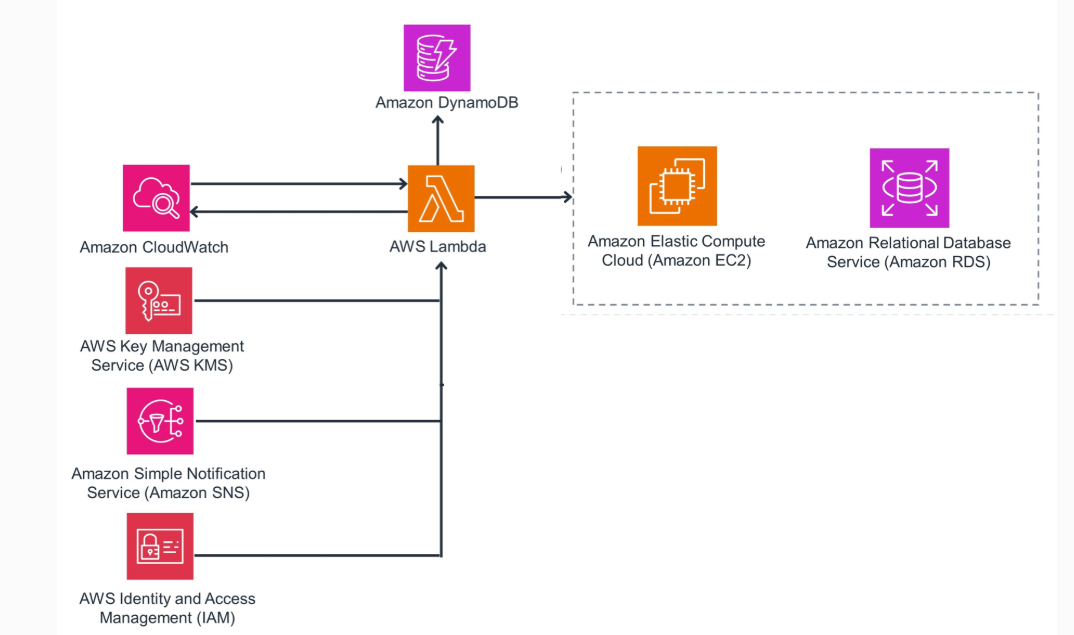 Amazon DynamoDB
Amazon CloudWatch
AWS Lambda
Amazon Elastic Compute
Cloud (Amazon EC2)
Amazon Relational Database
Service (Amazon RDS)
AWS Key Management
Service (AWS KMS)
Amazon Simple Notification
Service (Amazon SNS)
AWS Identity and Access
Management (IAM)